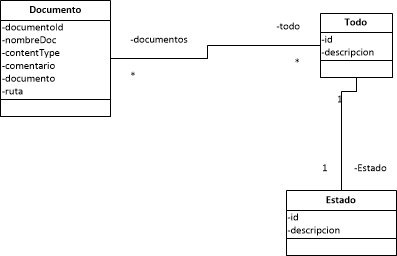 Documento
-documentoId
-nombreDoc
-contentType
-comentario
-documento
-ruta
-documentos
*
-todo
*
Todo
-id
-descripcion
1
1
-Estado
Estado
-id
-descripcion